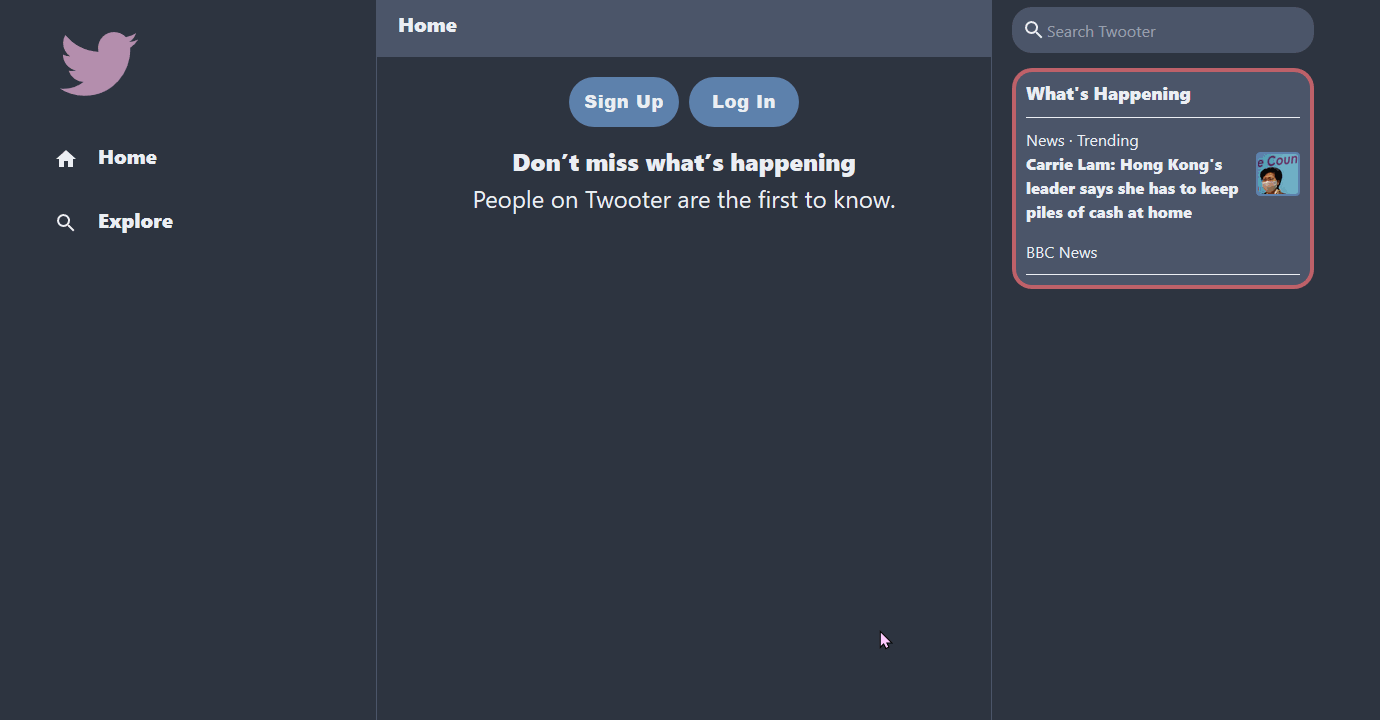 Home
Explore
Home
Sign Up
Log In
Don’t miss what’s happening
People on Twooter are the first to know.
Search Twooter
What's Happening
News · Trending
Carrie Lam: Hong Kong's
leader says she has to keep
piles of cash at home
e Coun
BBC News